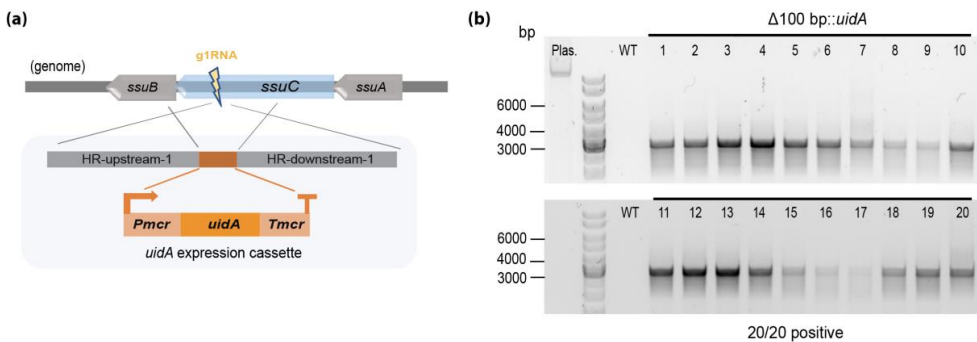 (a)
g1RNA
(genome)
ssuB
ssuC
ssuA
HR-upstream-1
HR-downstream-1
Pmcr
uidA
Tmcr
uidA expression cassette
(b)
Δ100 bp::uidA
bp
Plas.
WT
1 2 3 4 5 6 7 8 9 10
6000
4000
3000
WT
11 12 13 14 15 16 17 18 19 20
6000
4000
3000
20/20 positive